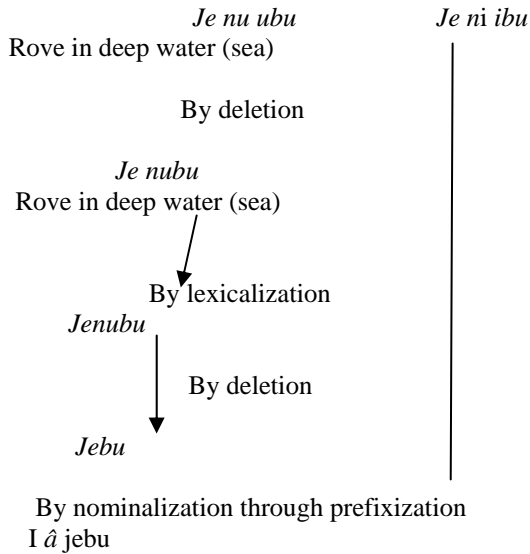 Je nu ubu Je ni ibu
Rove in deep water (sea)
By deletion
Je nubu
Rove in deep water (sea)
By lexicalization
Jenubu
By deletion
Jebu
By nominalization through prefixization
I â jebu